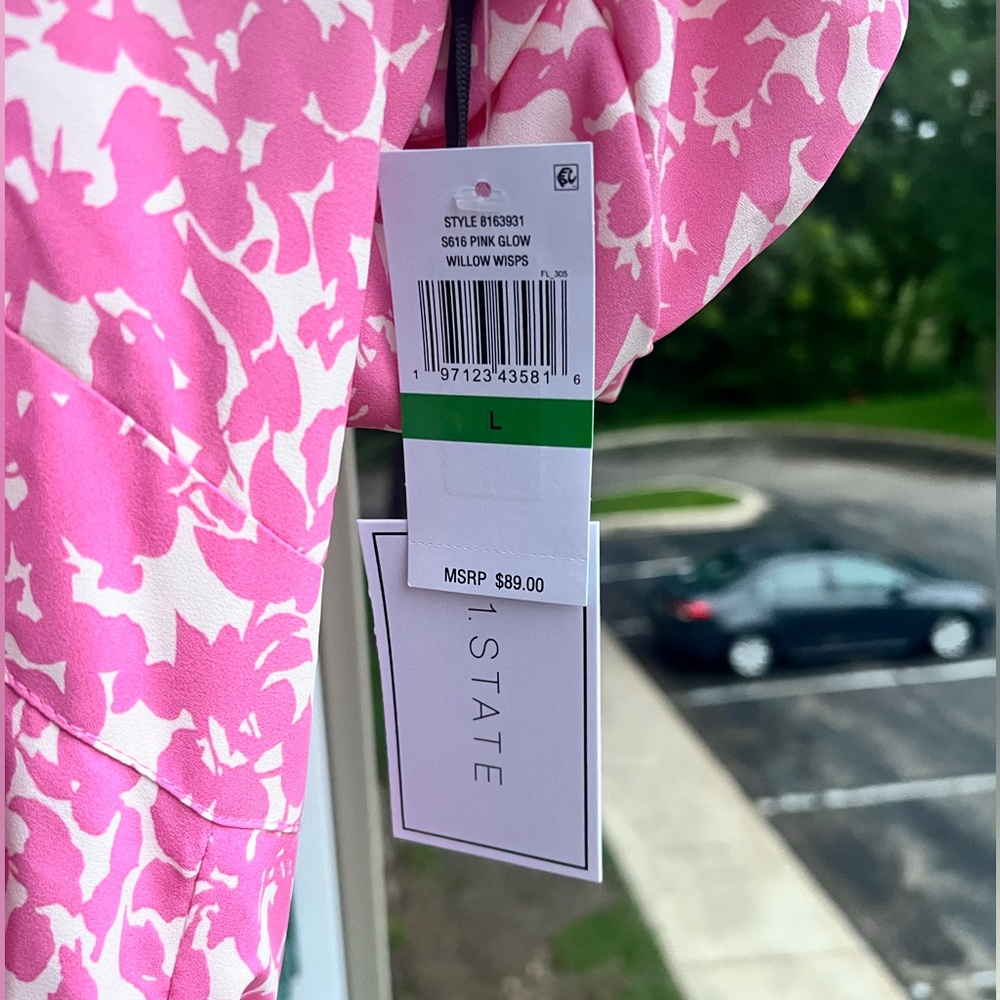 STYLE 8163931
S616 PINK GLOW
WILLOW WISPS
FL_305
1 97123 43581 6
L
MSRP $89.00
1.STATE